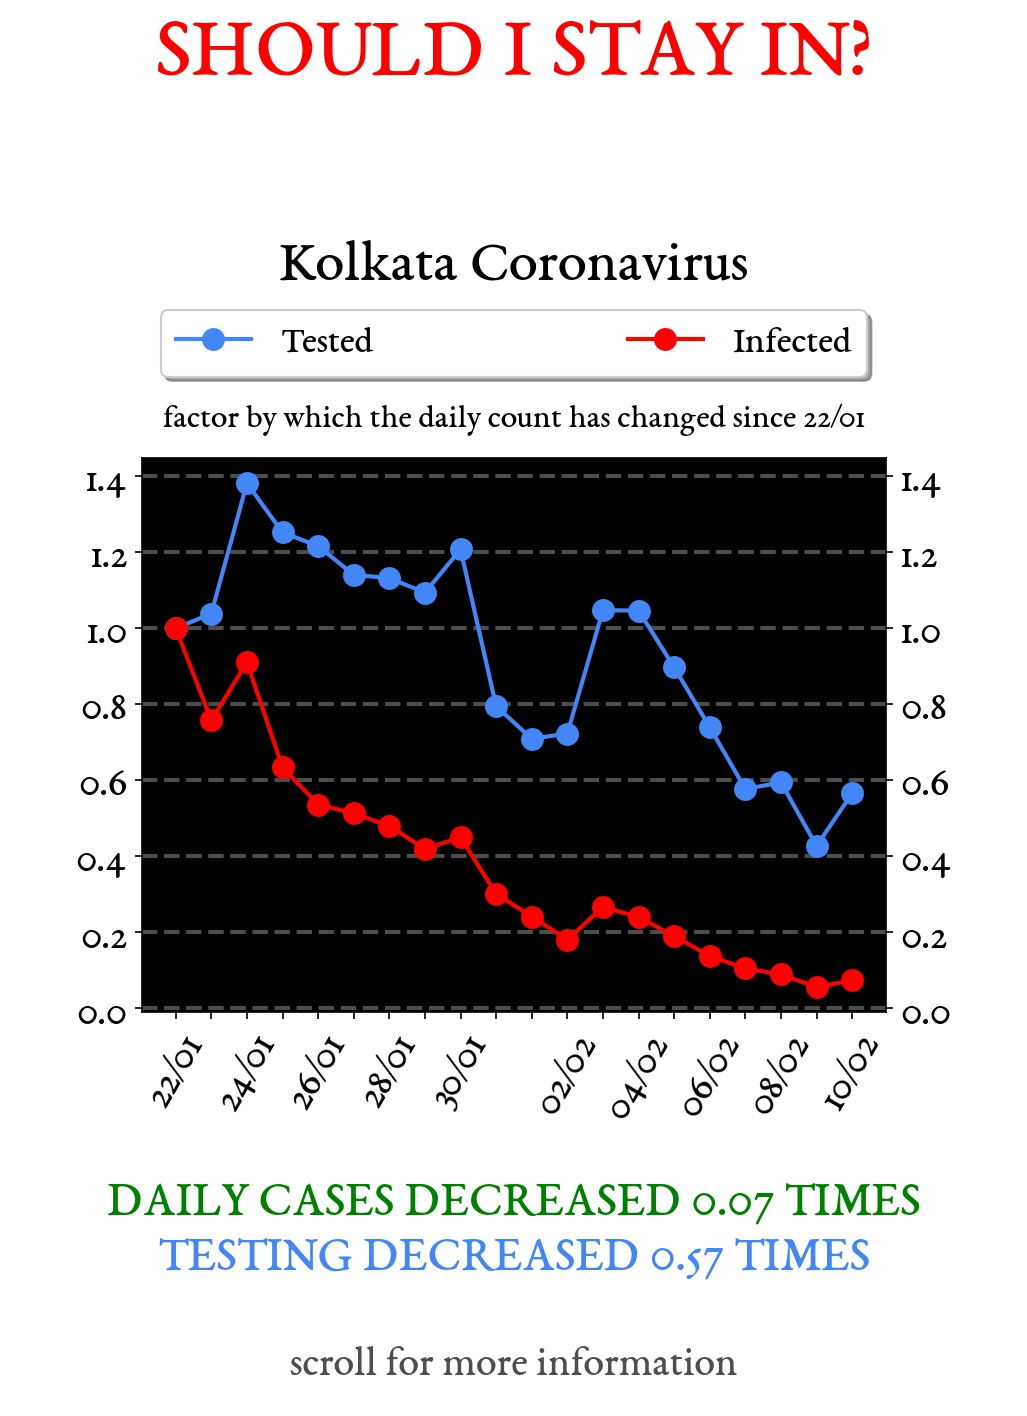 SHOULD I STAY IN?
Kolkata Coronavirus
Tested Infected
factor by which the daily count has changed since 22/01
1.4 1.4
1.2 1.2
1.0 1.0
0.8 0.8
0.6 0.6
0.4 0.4
0.2 0.2
0.0 0.0
22/01 24/01 26/01 28/01 30/01 02/02 04/02 06/02 08/02 10/02
DAILY CASES DECREASED 0.07 TIMES
TESTING DECREASED 0.57 TIMES
scroll for more information